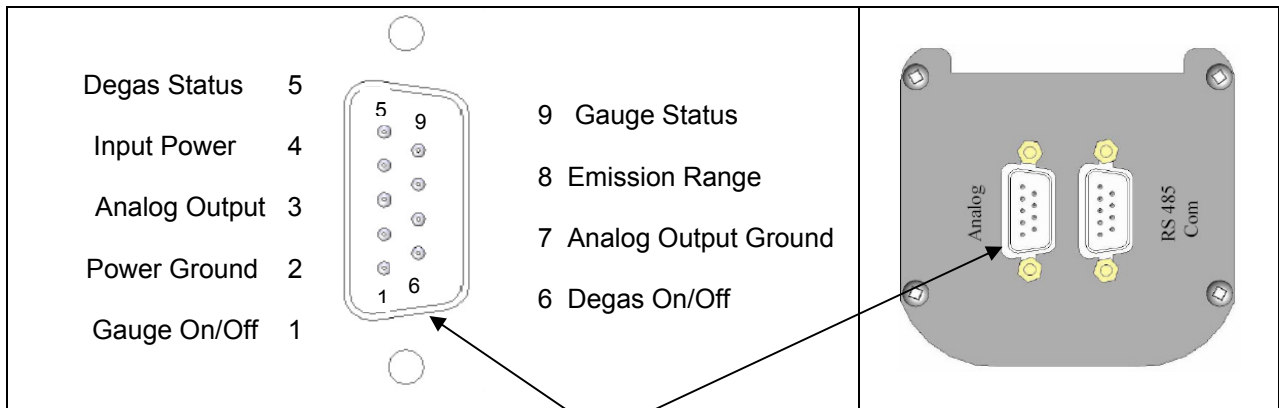 Degas Status 5
Input Power 4
Analog Output 3
Power Ground 2
Gauge On/Off 1
5
9
1
6
9 Gauge Status
8 Emission Range
7 Analog Output Ground
6 Degas On/Off
Analog
RS 485
Com